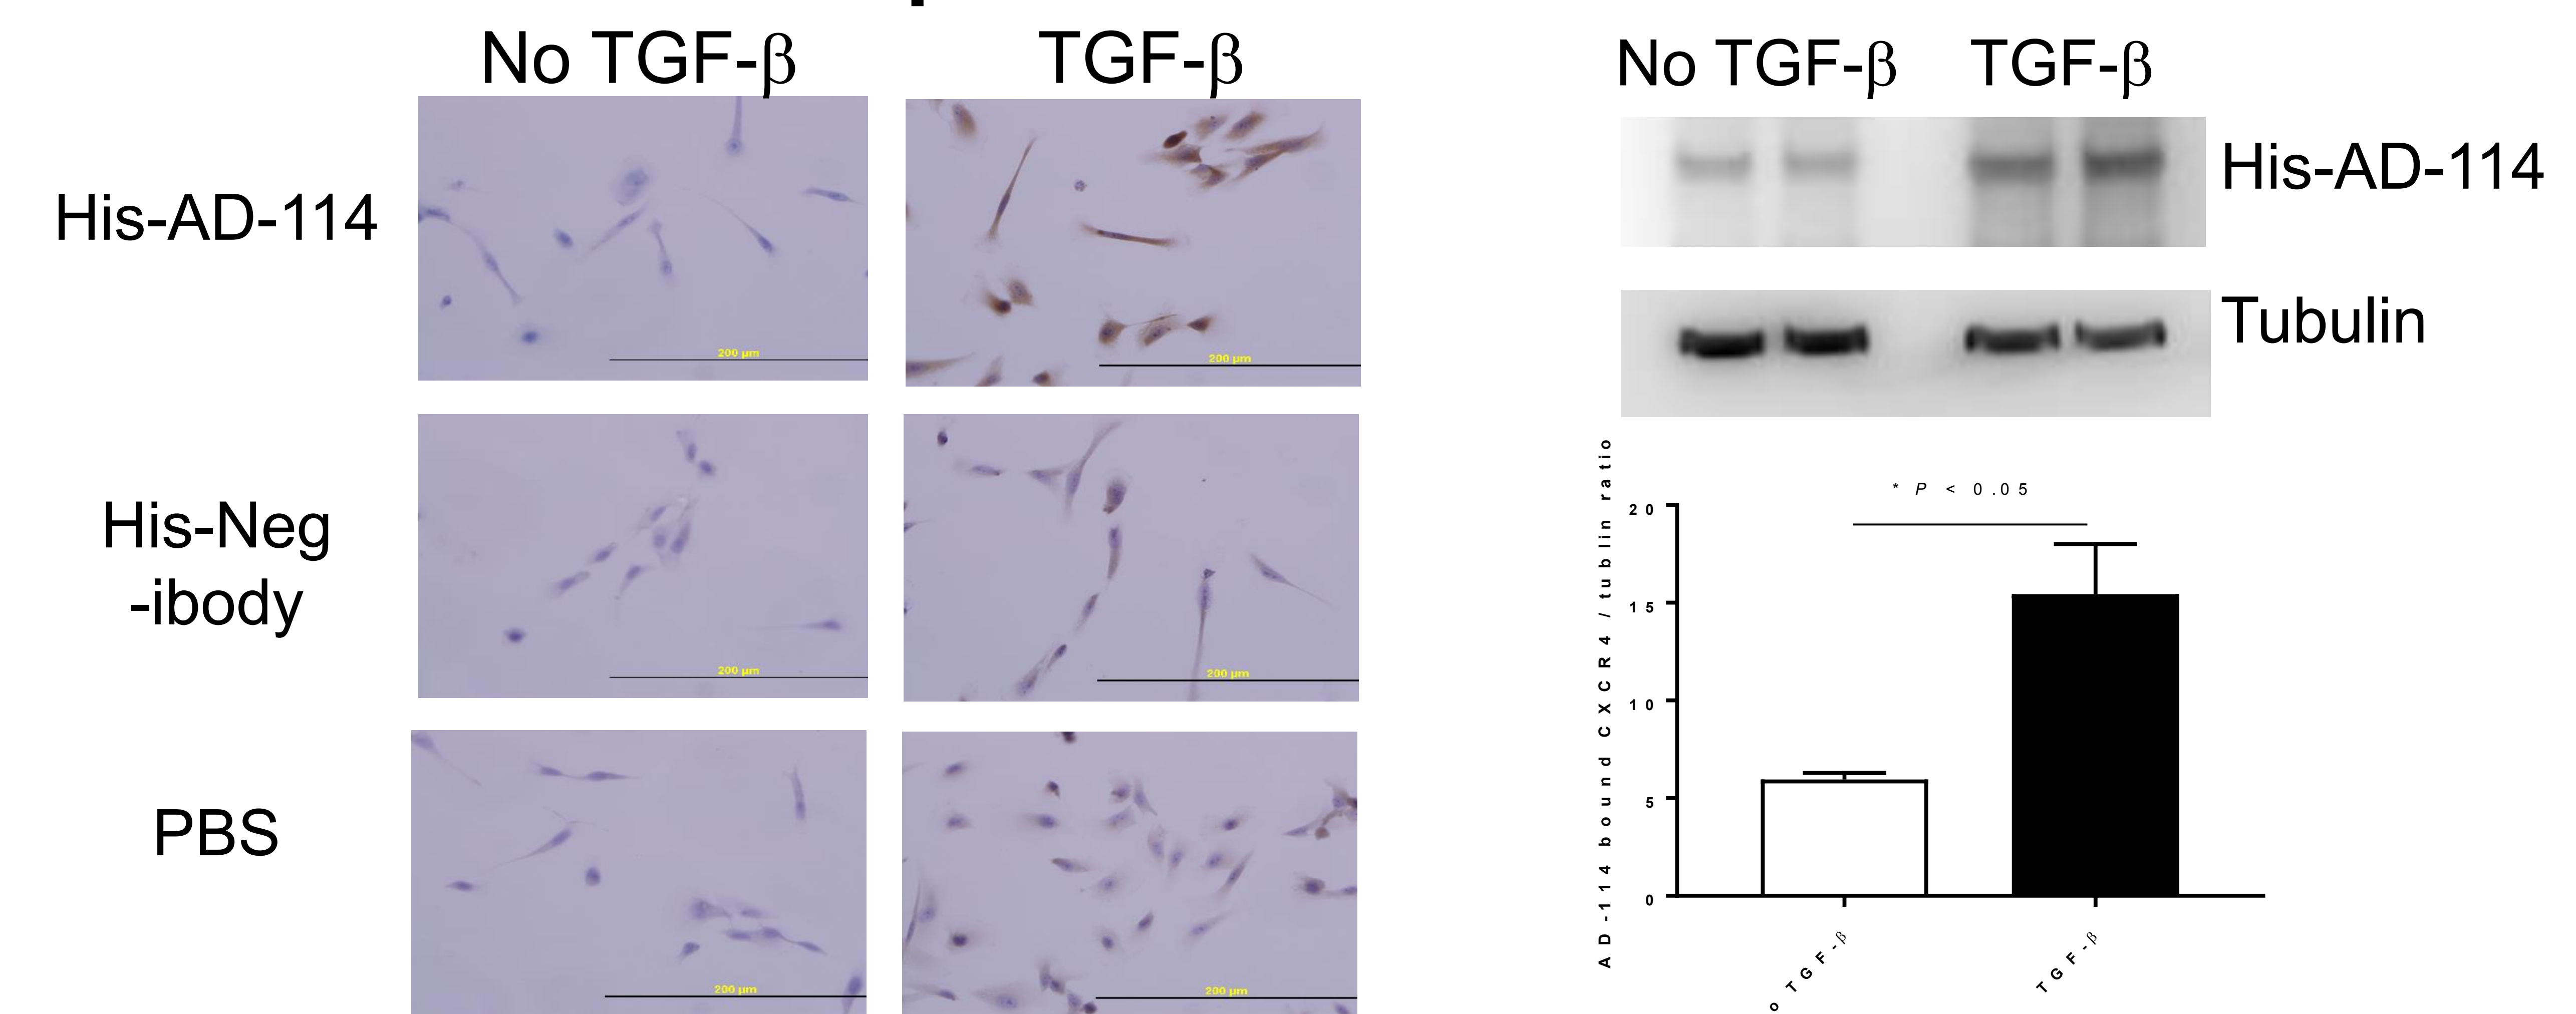 No TGF-β
TGF-β
His-AD-114
200 µm
200 µm
His-Neg
-ibody
200 µm
200 µm
PBS
200 µm
200 µm
No TGF-β
TGF-β
His-AD-114
Tubulin
AD-114 bound CXCR4 / tublin ratio
* P < 0.05
20
15
10
5
0
o TGF-β
TGF-β